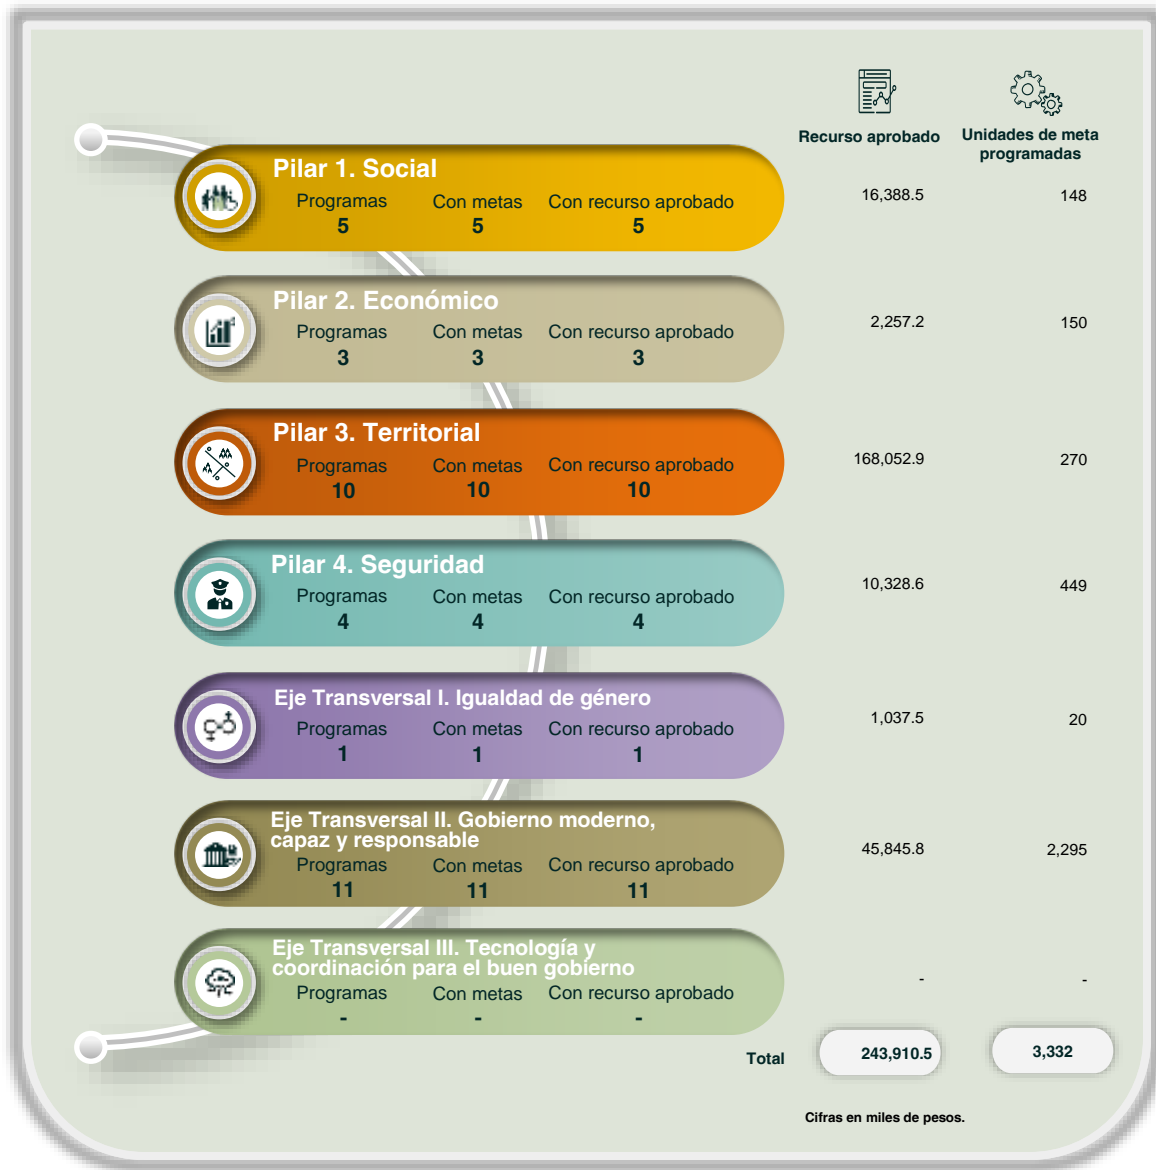 Recurso aprobado
Unidades de meta
programadas
Pilar 1. Social
Programas Con metas Con recurso aprobado
5 5 5
16,388.5 148
Pilar 2. Económico
Programas Con metas Con recurso aprobado
3 3 3
2,257.2 150
Pilar 3. Territorial
Programas Con metas Con recurso aprobado
10 10 10
168,052.9 270
Pilar 4. Seguridad
Programas Con metas Con recurso aprobado
4 4 4
10,328.6 449
Eje Transversal I. Igualdad de género
Programas Con metas Con recurso aprobado
1 1 1
1,037.5 20
Eje Transversal II. Gobierno moderno,
capaz y responsable
Programas Con metas Con recurso aprobado
11 11 11
45,845.8 2,295
Eje Transversal III. Tecnología y
coordinación para el buen gobierno
Programas Con metas Con recurso aprobado
- - -
- -
Total 243,910.5 3,332
Cifras en miles de pesos.